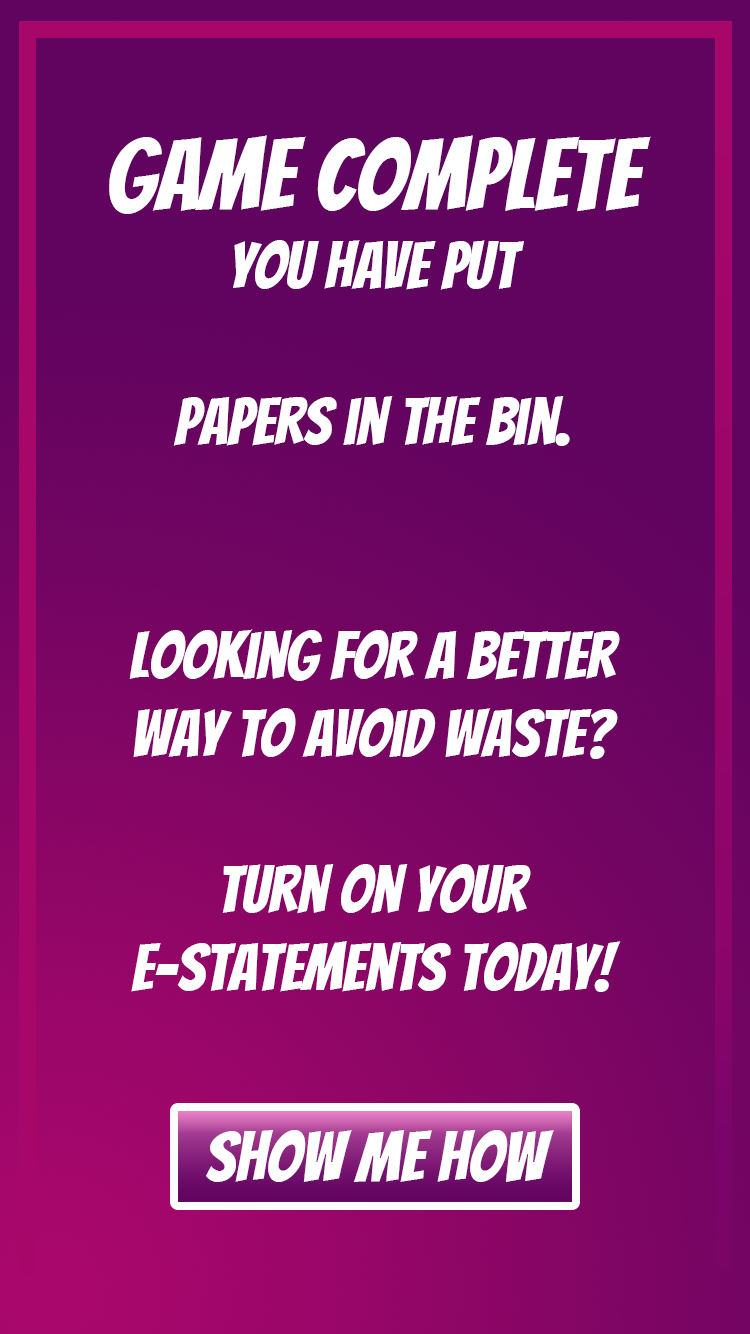 GAME COMPLETE
YOU HAVE PUT
PAPERS IN THE BIN.
LOOKING FOR A BETTER
WAY TO AVOID WASTE?
TURN ON YOUR
E-STATEMENTS TODAY!
SHOW ME HOW